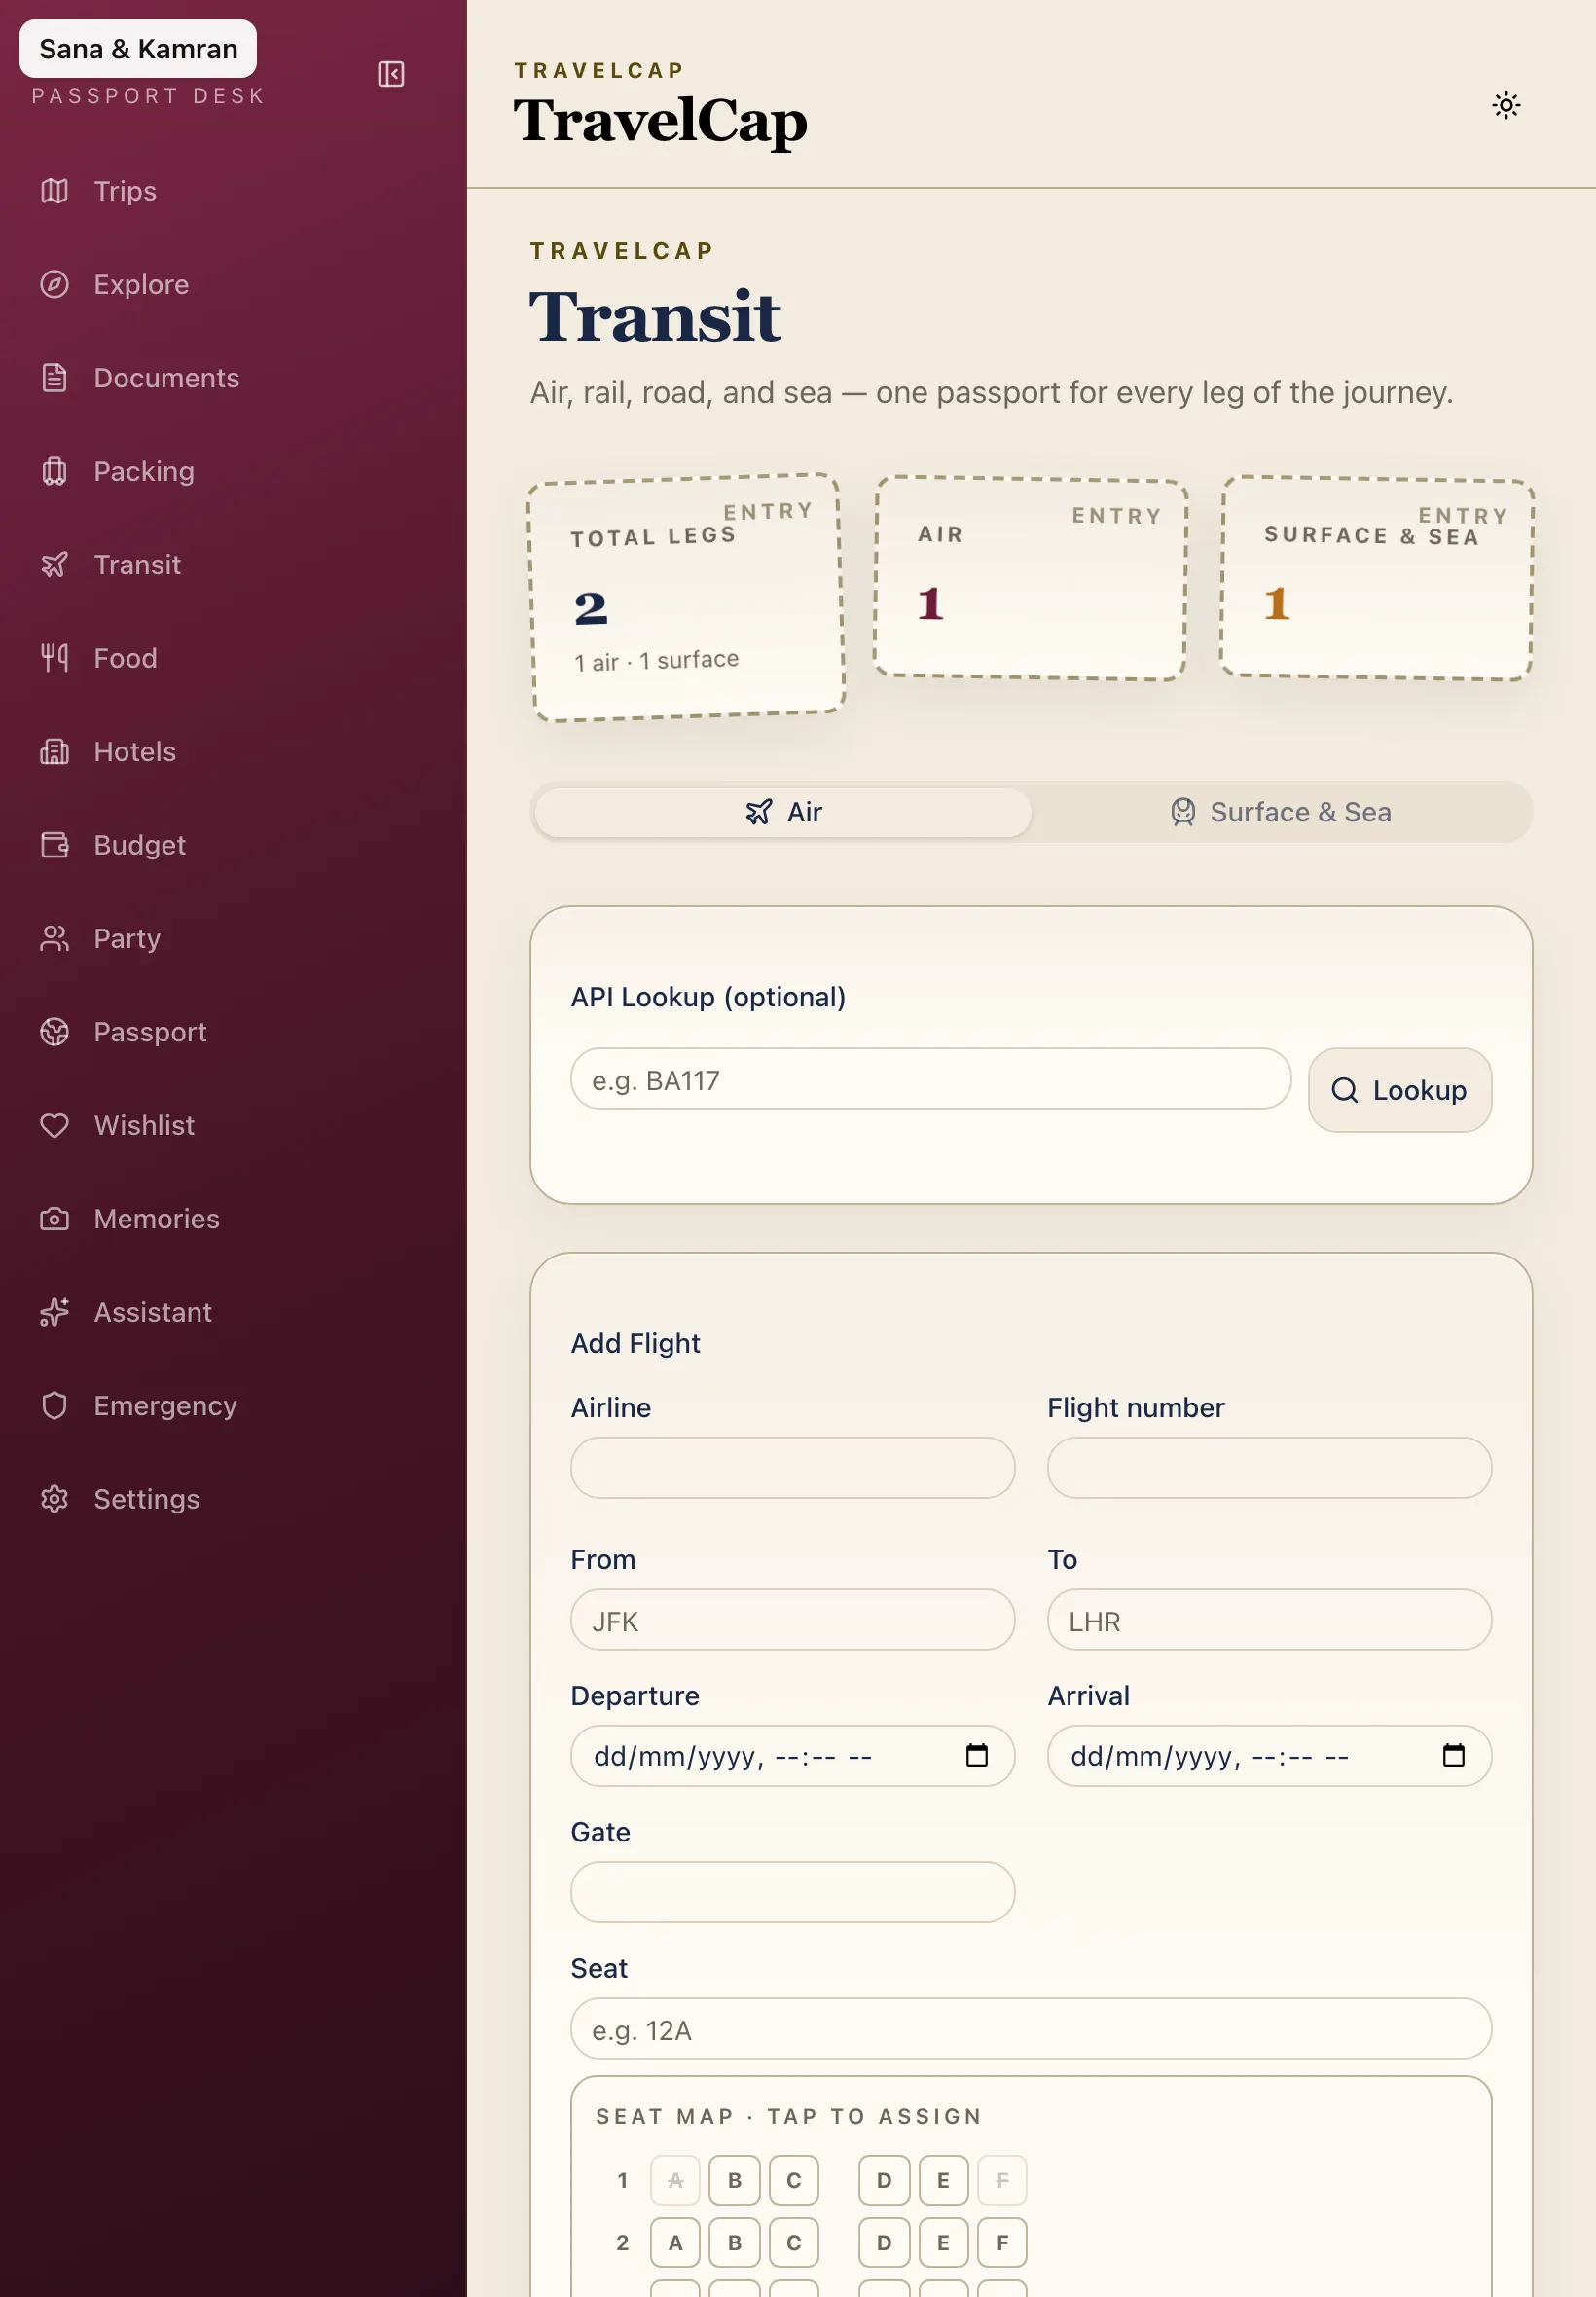 Sana & Kamran
PASSPORT DESK
Trips
Explore
Documents
Packing
Transit
Food
Hotels
Budget
Party
Passport
Wishlist
Memories
Assistant
Emergency
Settings
TRAVELCAP
TravelCap
TRAVELCAP
Transit
Air, rail, road, and sea — one passport for every leg of the journey.
ENTRY
TOTAL LEGS
2
1 air · 1 surface
ENTRY
AIR
1
ENTRY
SURFACE & SEA
1
Air
Surface & Sea
API Lookup (optional)
e.g. BA117
Lookup
Add Flight
Airline
Flight number
From
To
JFK
LHR
Departure
Arrival
dd/mm/yyyy, --:-- --
dd/mm/yyyy, --:-- --
Gate
Seat
e.g. 12A
SEAT MAP · TAP TO ASSIGN
1 A B C D E F
2 A B C D E F